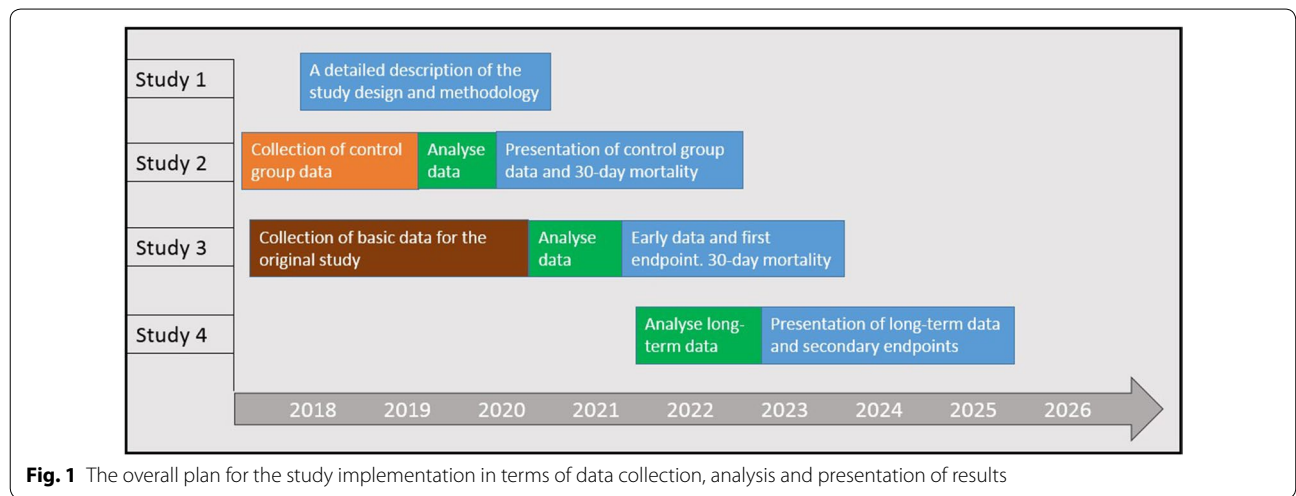 Study 1
A detailed description of the
study design and methodology
Study 2
Collection of control
group data
Analyse
data
Presentation of control group
data and 30-day mortality
Study 3
Collection of basic data for the
original study
Analyse
data
Early data and first
endpoint. 30-day mortality
Study 4
Analyse long-
term data
Presentation of long-term data
and secondary endpoints
2018 2019 2020 2021 2022 2023 2024 2025 2026
Fig. 1 The overall plan for the study implementation in terms of data collection, analysis and presentation of results